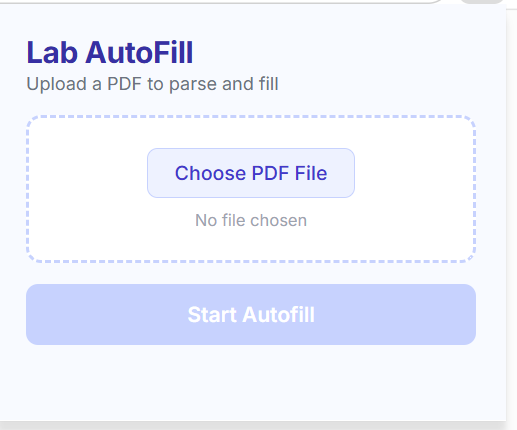 Lab AutoFill
Upload a PDF to parse and fill
Choose PDF File
No file chosen
Start Autofill